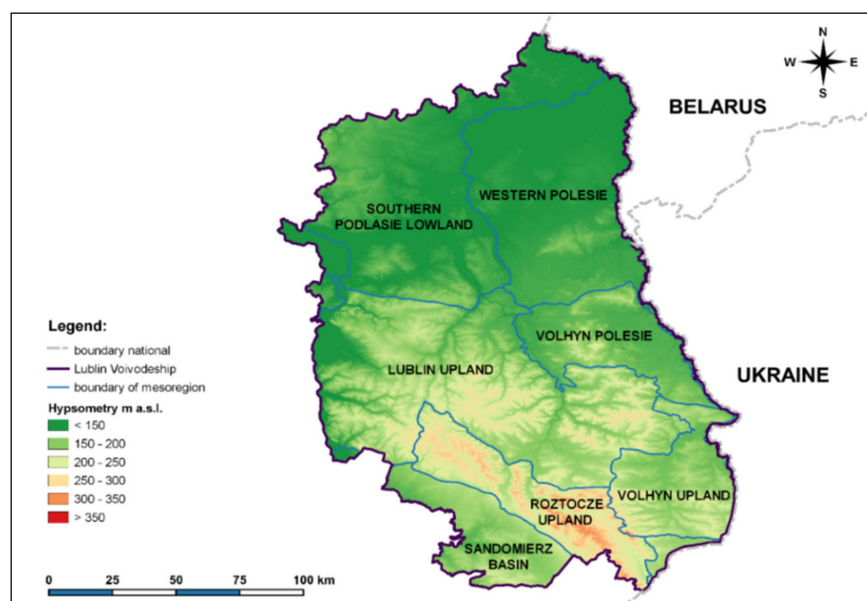 N
W E
S
BELARUS
WESTERN POLESIE
SOUTHERN
PODLASIE LOWLAND
VOLHYN POLESIE
LUBLIN UPLAND
UKRAINE
VOLHYN UPLAND
ROZTOCZE
UPLAND
SANDOMIERZ
BASIN
Legend:
boundary national
Lublin Voivodeship
boundary of mesoregion
Hypsometry m a.s.l.
< 150
150 - 200
200 - 250
250 - 300
300 - 350
> 350
0 25 50 75 100 km